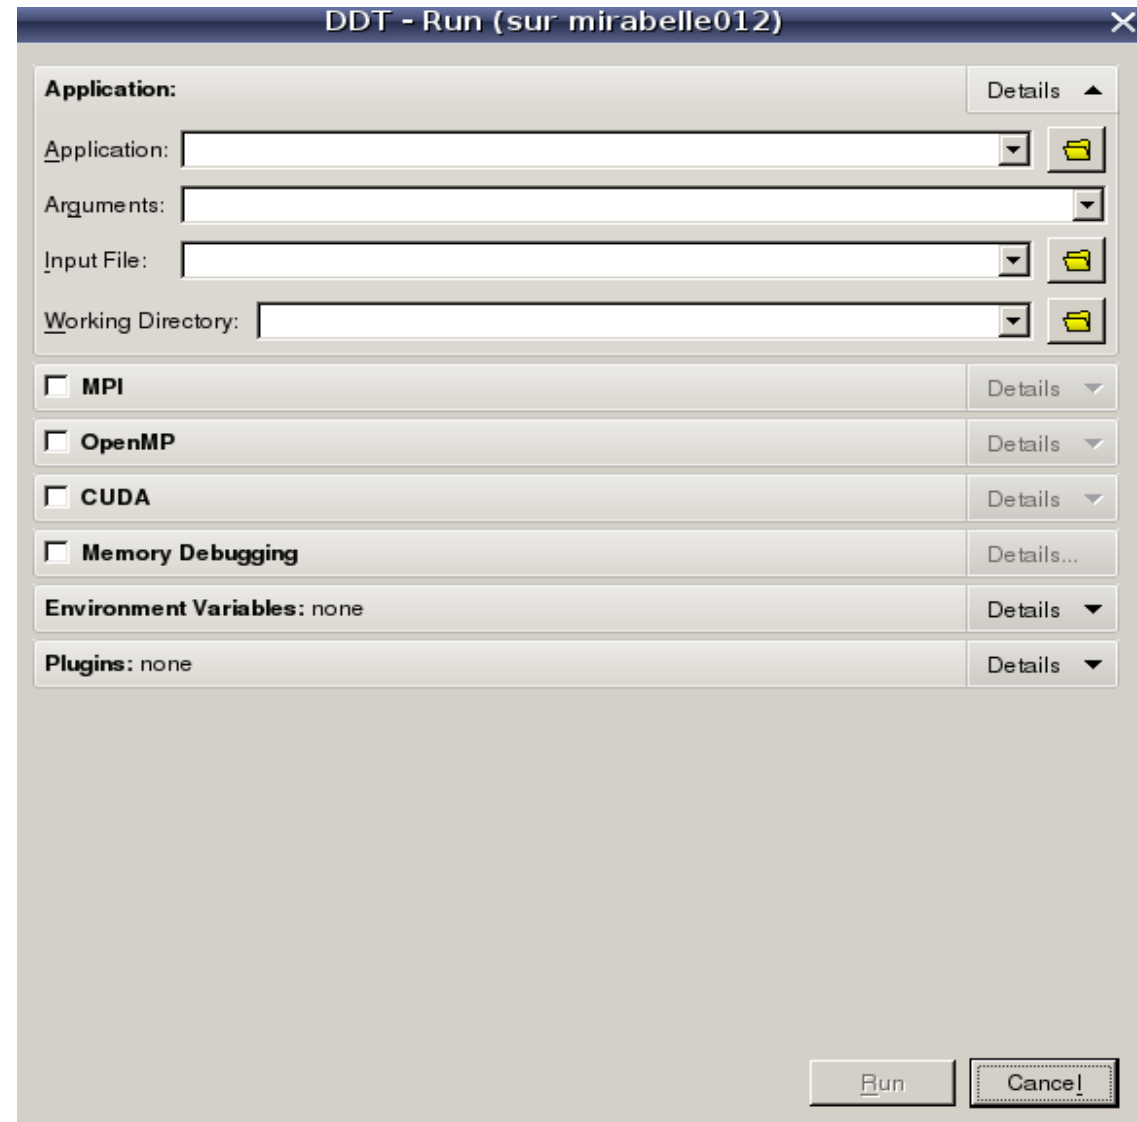 DDT - Run (sur mirabelle012)
Application: Details
Application:
Arguments:
Input File:
Working Directory:
MPI Details
OpenMP Details
CUDA Details
Memory Debugging Details...
Environment Variables: none Details
Plugins: none Details
Run Cancel